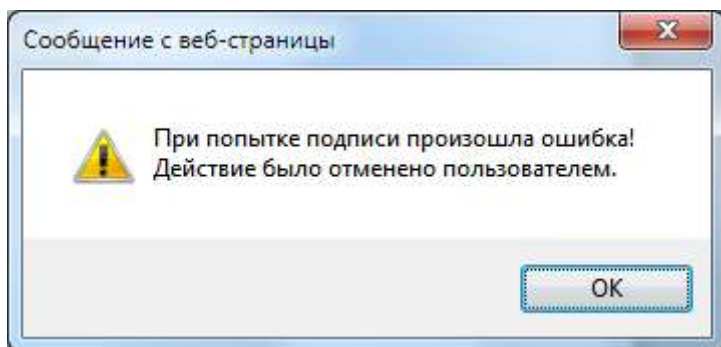 Сообщение с веб-страницы
При попытке подписи произошла ошибка!
Действие было отменено пользователем.
OK